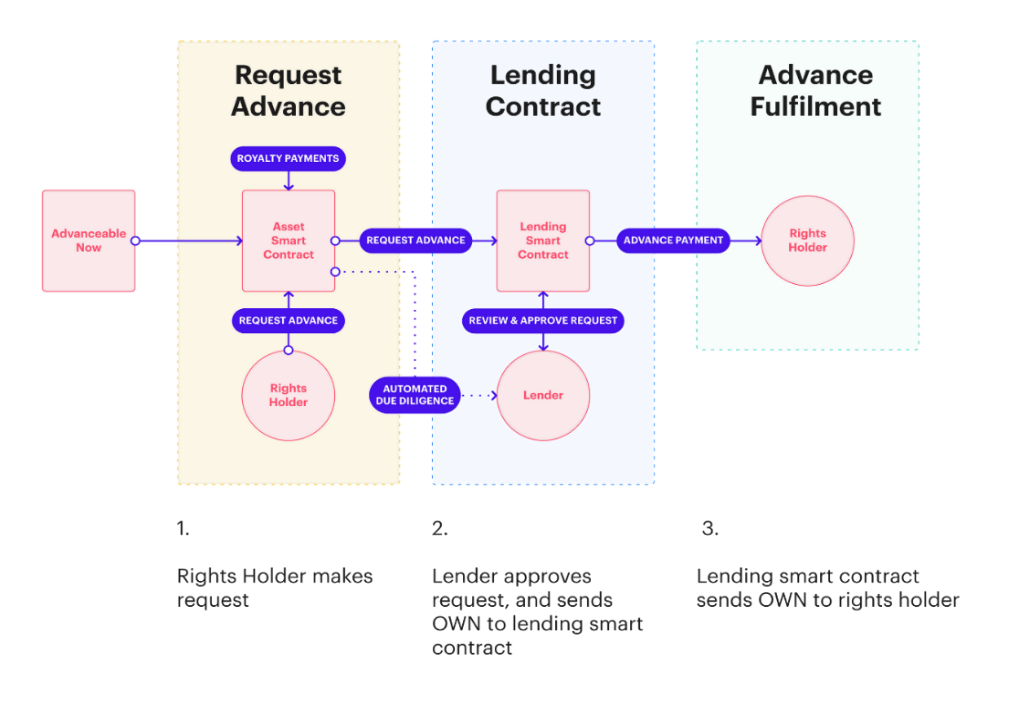 Request
Advance
Lending
Contract
Advance
Fulfilment
ROYALTY PAYMENTS
Advanceable
Now
Asset
Smart
Contract
REQUEST ADVANCE
Lending
Smart
Contract
ADVANCE PAYMENT
Rights
Holder
REQUEST ADVANCE
REVIEW & APPROVE REQUEST
Rights
Holder
AUTOMATED
DUE DILIGENCE
Lender
1.
Rights Holder makes
request
2.
Lender approves
request, and sends
OWN to lending smart
contract
3.
Lending smart contract
sends OWN to rights holder